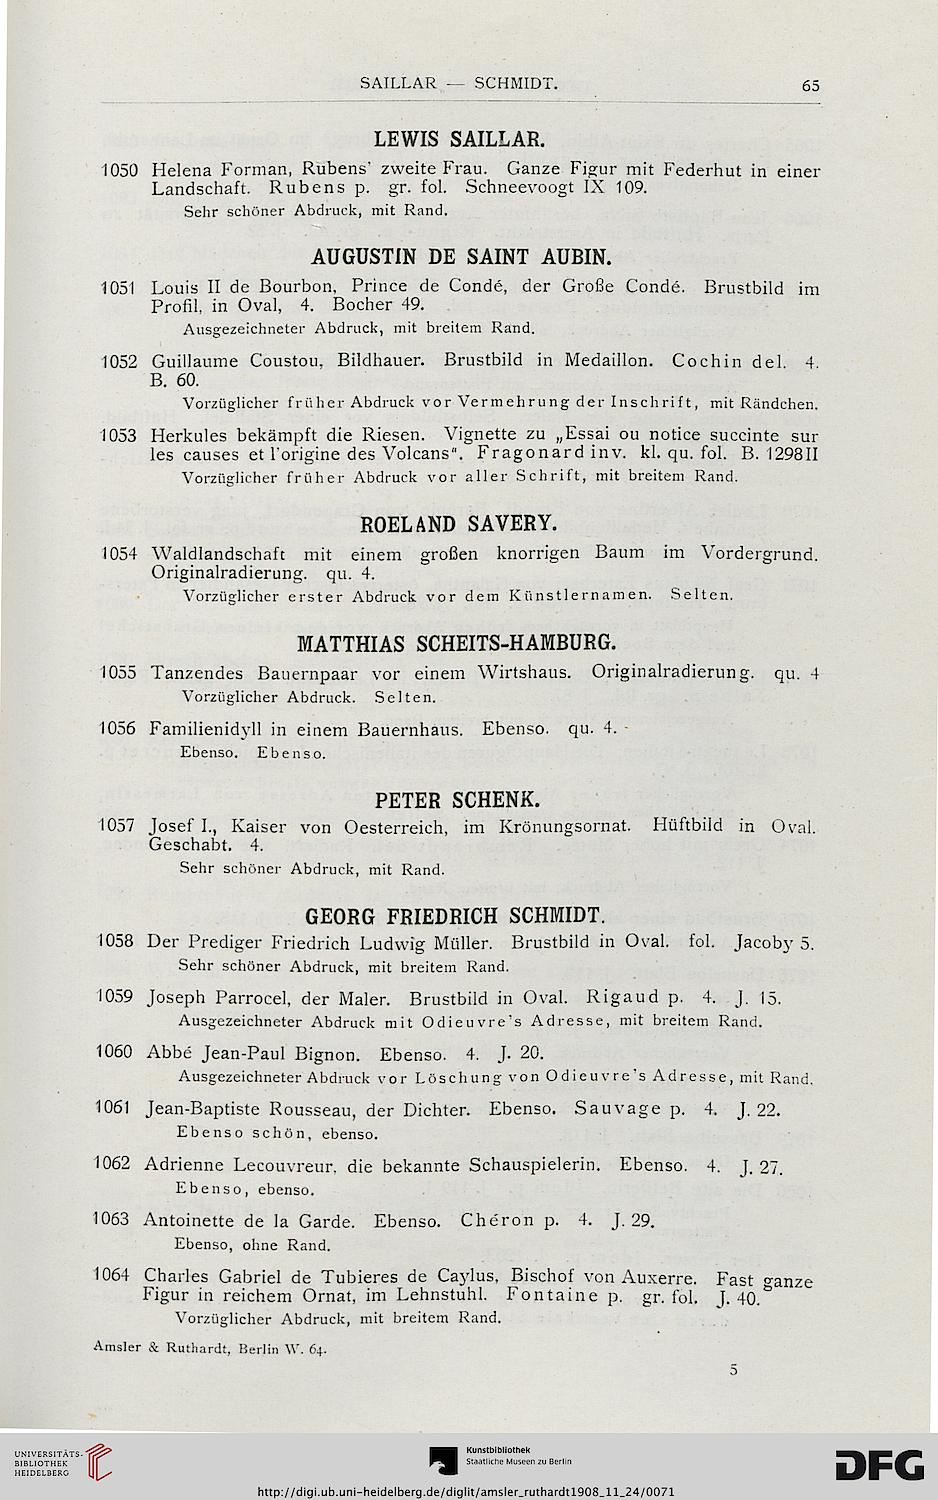 SAILLAR — SCHMIDT. 65
LEWIS SAILLAR.
1050 Helena Forman, Rubens' zweite Frau. Ganze Figur mit Federhut in einer
Landschaft. Rubens p. gr. fol. Schneevoogt IX 109.
Sehr schöner Abdruck, mit Rand.
AUGUSTIN DE SAINT AUBIN.
1051 Louis II de Bourbon, Prince de Condé, der Große Condé. Brustbild im
Profil, in Oval, 4. Bocher 49.
Ausgezeichneter Abdruck, mit breitem Rand.
1052 Guillaume Coustou, Bildhauer. Brustbild in Medaillon. Cochin del. 4.
B. 60.
Vorzüglicher früher Abdruck vor Vermehrung der Inschrift, mit Rändchen.
1053 Herkules bekämpft die Riesen. Vignette zu „Essai ou notice succinte sur
les causes et l'origine des Volcans". Fragonard inv. kl. qu. fol. B. 1298 II
Vorzüglicher früher Abdruck vor aller Schrift, mit breitem Rand.
ROELAND SAVERY.
1054 Waldlandschaft mit einem großen knorrigen Baum im Vordergrund.
Originalradierung. qu. 4.
Vorzüglicher erster Abdruck vor dem Künstlernamen. Selten.
MATTHIAS SCHEITS-HAMBURG.
1055 Tanzendes Bauernpaar vor einem Wirtshaus. Originalradierung. qu. 4
Vorzüglicher Abdruck. Selten.
1056 Familienidyll in einem Bauernhaus. Ebenso. qu. 4.
Ebenso. Ebenso.
PETER SCHENK.
1057 Josef I., Kaiser von Oesterreich, im Krönungsornat. Hüftbild in Oval.
Geschabt. 4.
Sehr schöner Abdruck, mit Rand.
GEORG FRIEDRICH SCHMIDT.
1058 Der Prediger Friedrich Ludwig Müller. Brustbild in Oval. fol. Jacoby 5.
Sehr schöner Abdruck, mit breitem Rand.
1059 Joseph Parrocel, der Maler. Brustbild in Oval. Rigaud p. 4. J. 15.
Ausgezeichneter Abdruck mit Odieuvre's Adresse, mit breitem Rand.
1060 Abbé Jean-Paul Bignon. Ebenso. 4. J. 20.
Ausgezeichneter Abdruck vor Löschung von Odieuvre's Adresse, mit Rand.
1061 Jean-Baptiste Rousseau, der Dichter. Ebenso. Sauvage p. 4. J. 22.
Ebenso schön, ebenso.
1062 Adrienne Lecouvreur, die bekannte Schauspielerin. Ebenso. 4. J. 27.
Ebenso, ebenso.
1063 Antoinette de la Garde. Ebenso. Chéron p. 4. J. 29.
Ebenso, ohne Rand.
1064 Charles Gabriel de Tubieres de Caylus, Bischof von Auxerre. Fast ganze
Figur in reichem Ornat, im Lehnstuhl. Fontaine p. gr. fol. J. 40.
Vorzüglicher Abdruck, mit breitem Rand.
Amsler & Ruthardt, Berlin W. 64.
5
UNIVERSITÄTS-
BIBLIOTHEK
HEIDELBERG
Kunstbibliothek
Staatliche Museen zu Berlin
DFG
http://digi.ub.uni-heidelberg.de/diglit/amsler_ruthardt1908_11_24/0071